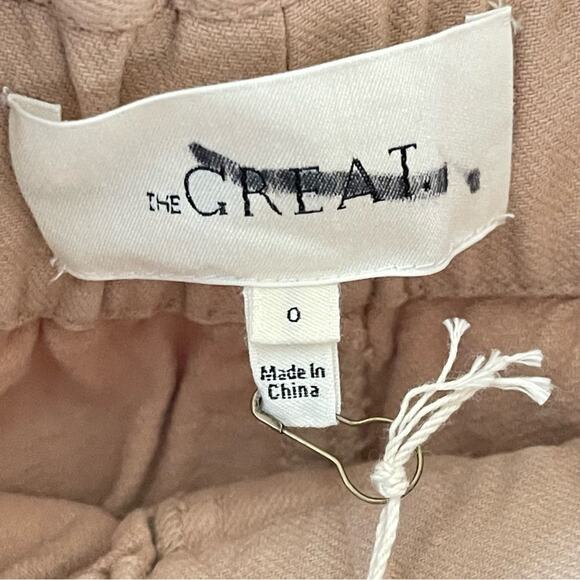 THE GREAT.
0
Made In
China